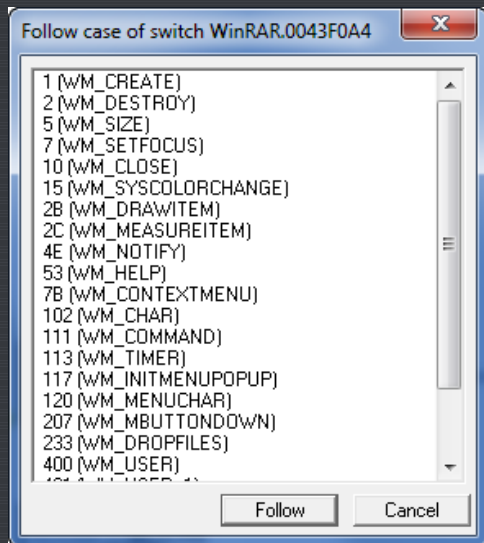 Follow case of switch WinRAR.0043F0A4
1 (WM_CREATE)
2 (WM_DESTROY)
5 (WM_SIZE)
7 (WM_SETFOCUS)
10 (WM_CLOSE)
15 (WM_SYSCOLORCHANGE)
2B (WM_DRAWITEM)
2C (WM_MEASUREITEM)
4E (WM_NOTIFY)
53 (WM_HELP)
7B (WM_CONTEXTMENU)
102 (WM_CHAR)
111 (WM_COMMAND)
113 (WM_TIMER)
117 (WM_INITMENUPOPUP)
120 (WM_MENUCHAR)
207 (WM_MBUTTONDOWN)
233 (WM_DROPFILES)
400 (WM_USER)
Follow
Cancel